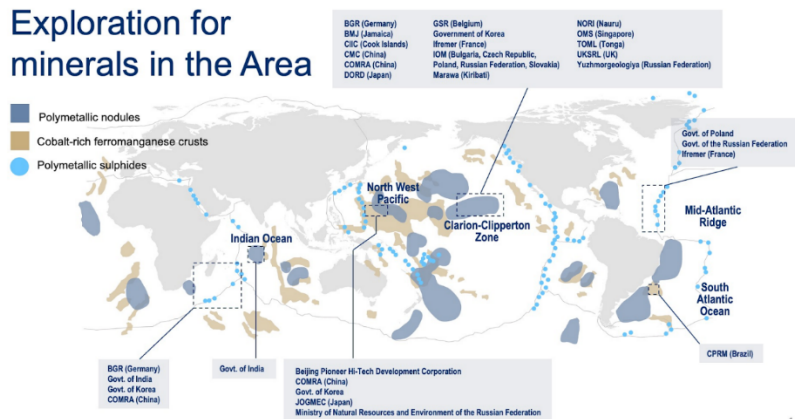 Exploration for
minerals in the Area
Polymetallic nodules
Cobalt-rich ferromanganese crusts
Polymetallic sulphides
BGR (Germany)
BMJ (Jamaica)
CIIC (Cook Islands)
CMC (China)
COMRA (China)
DORD (Japan)
GSR (Belgium)
Government of Korea
Ifremer (France)
IOM (Bulgaria, Czech Republic,
Poland, Russian Federation, Slovakia)
Marawa (Kiribati)
NORI (Nauru)
OMS (Singapore)
TOML (Tonga)
UKSRL (UK)
Yuzhmorgeologiya (Russian Federation)
Govt. of Poland
Govt. of the Russian Federation
Ifremer (France)
North West
Pacific
Clarion-Clipperton
Zone
Mid-Atlantic
Ridge
Indian Ocean
South
Atlantic
Ocean
CPRM (Brazil)
BGR (Germany)
Govt. of India
Govt. of Korea
COMRA (China)
Govt. of India
Beijing Pioneer Hi-Tech Development Corporation
COMRA (China)
Govt. of Korea
JOGMEC (Japan)
Ministry of Natural Resources and Environment of the Russian Federation